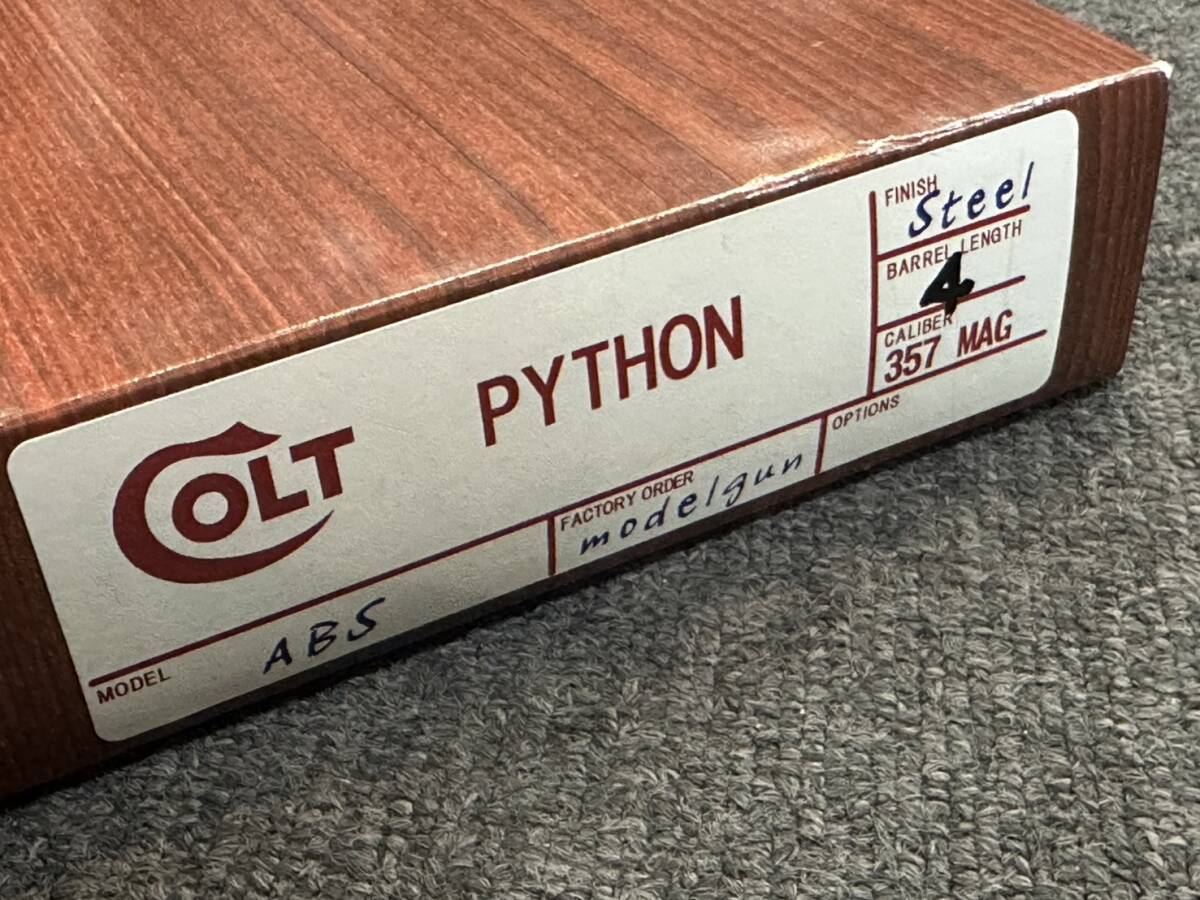 COLT
PYTHON
FINISH
Steel
BARREL LENGTH
4
CALIBER
357 MAG
MODEL
ABS
FACTORY ORDER
modelgun
OPTIONS